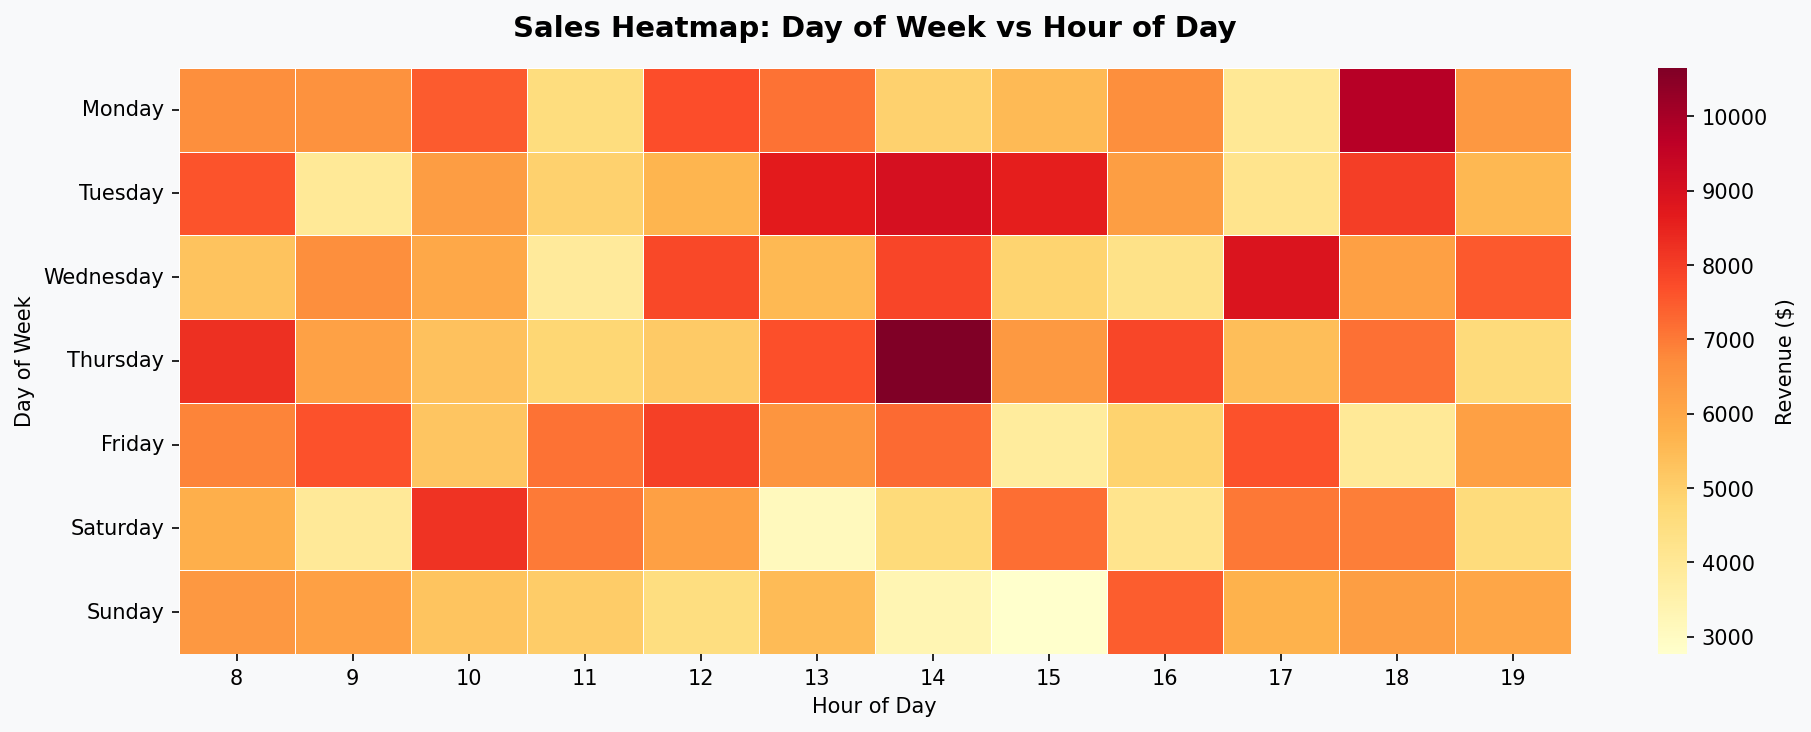 Sales Heatmap: Day of Week vs Hour of Day
Monday
Tuesday
Wednesday
Thursday
Friday
Saturday
Sunday
Day of Week
8 9 10 11 12 13 14 15 16 17 18 19
Hour of Day
10000
9000
8000
7000
6000
5000
4000
3000
Revenue ($)